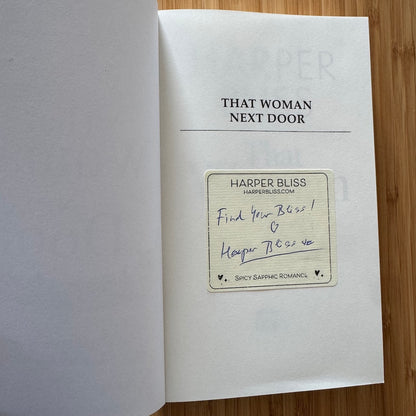 THAT WOMAN
NEXT DOOR
HARPER BLISS
HARPERBLISS.COM
Find Your Bliss!
Harper Bliss
SPICY SAPPHIC ROMANCE